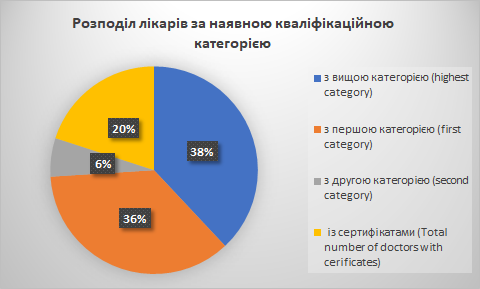 Розподіл лікарів за наявною кваліфікаційною
категорією
38%
36%
6%
20%
з вищою категорією (highest
category)
з першою категорією (first
category)
з другою категорією (second
category)
із сертифікатами (Total
number of doctors with
cerificates)